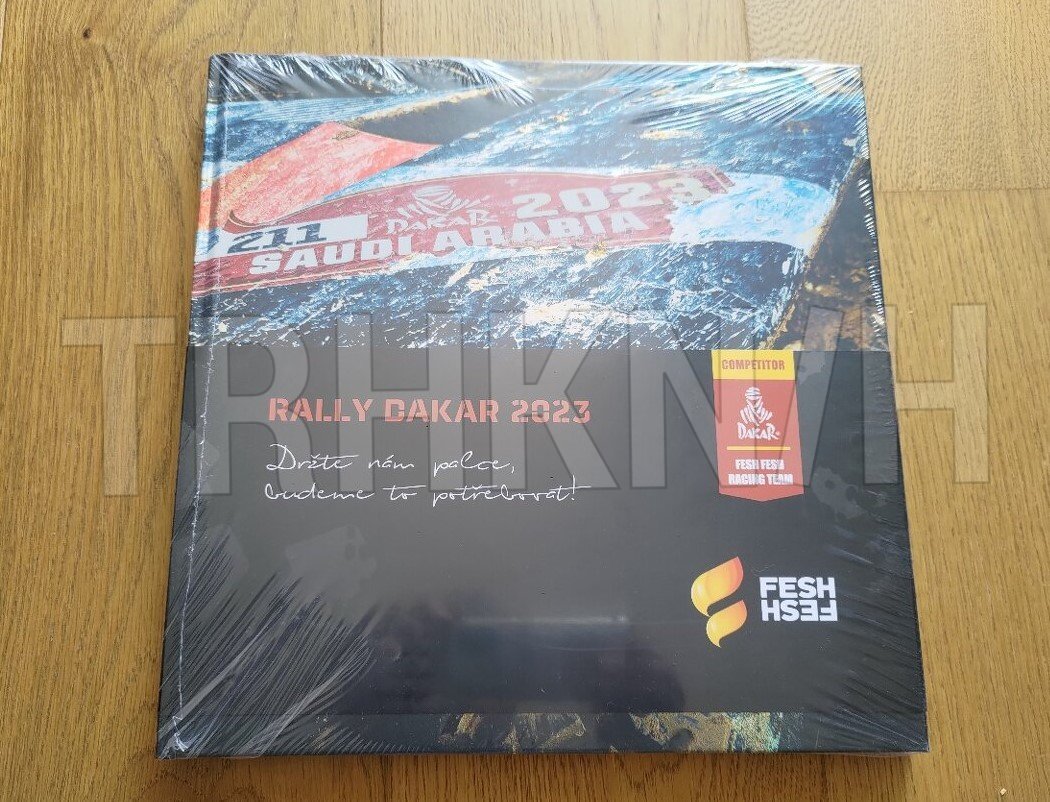 211
DAKAR 2023
SAUDI ARABIA
TRHKNIH
RALLY DAKAR 2023
Držte nám palce,
budeme to potřebovat!
COMPETITOR
DAKAR
FESH FESH
RACING TEAM
FESH
FESH